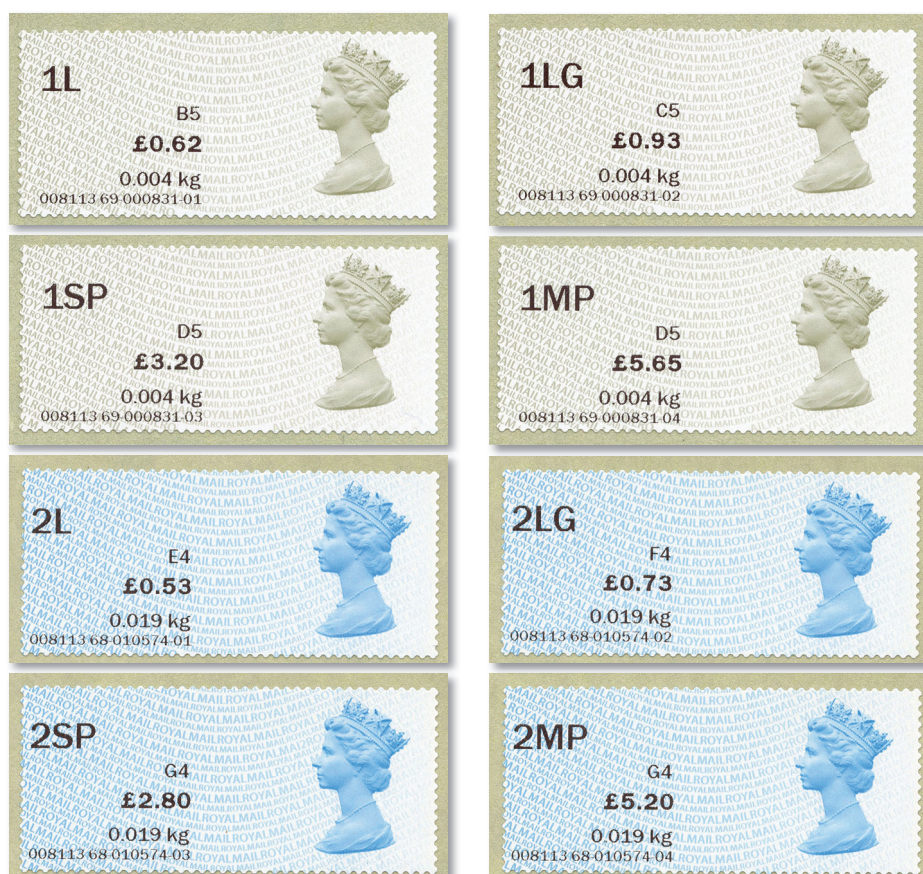 1L
B5
£0.62
0.004 kg
008113 69-000831-01
1LG
C5
£0.93
0.004 kg
008113 69-000831-02
1SP
D5
£3.20
0.004 kg
008113 69-000831-03
1MP
D5
£5.65
0.004 kg
008113 69-000831-04
2L
E4
£0.53
0.019 kg
008113 68-010574-01
2LG
F4
£0.73
0.019 kg
008113 68-010574-02
2SP
G4
£2.80
0.019 kg
008113 68-010574-03
2MP
G4
£5.20
0.019 kg
008113 68-010574-04